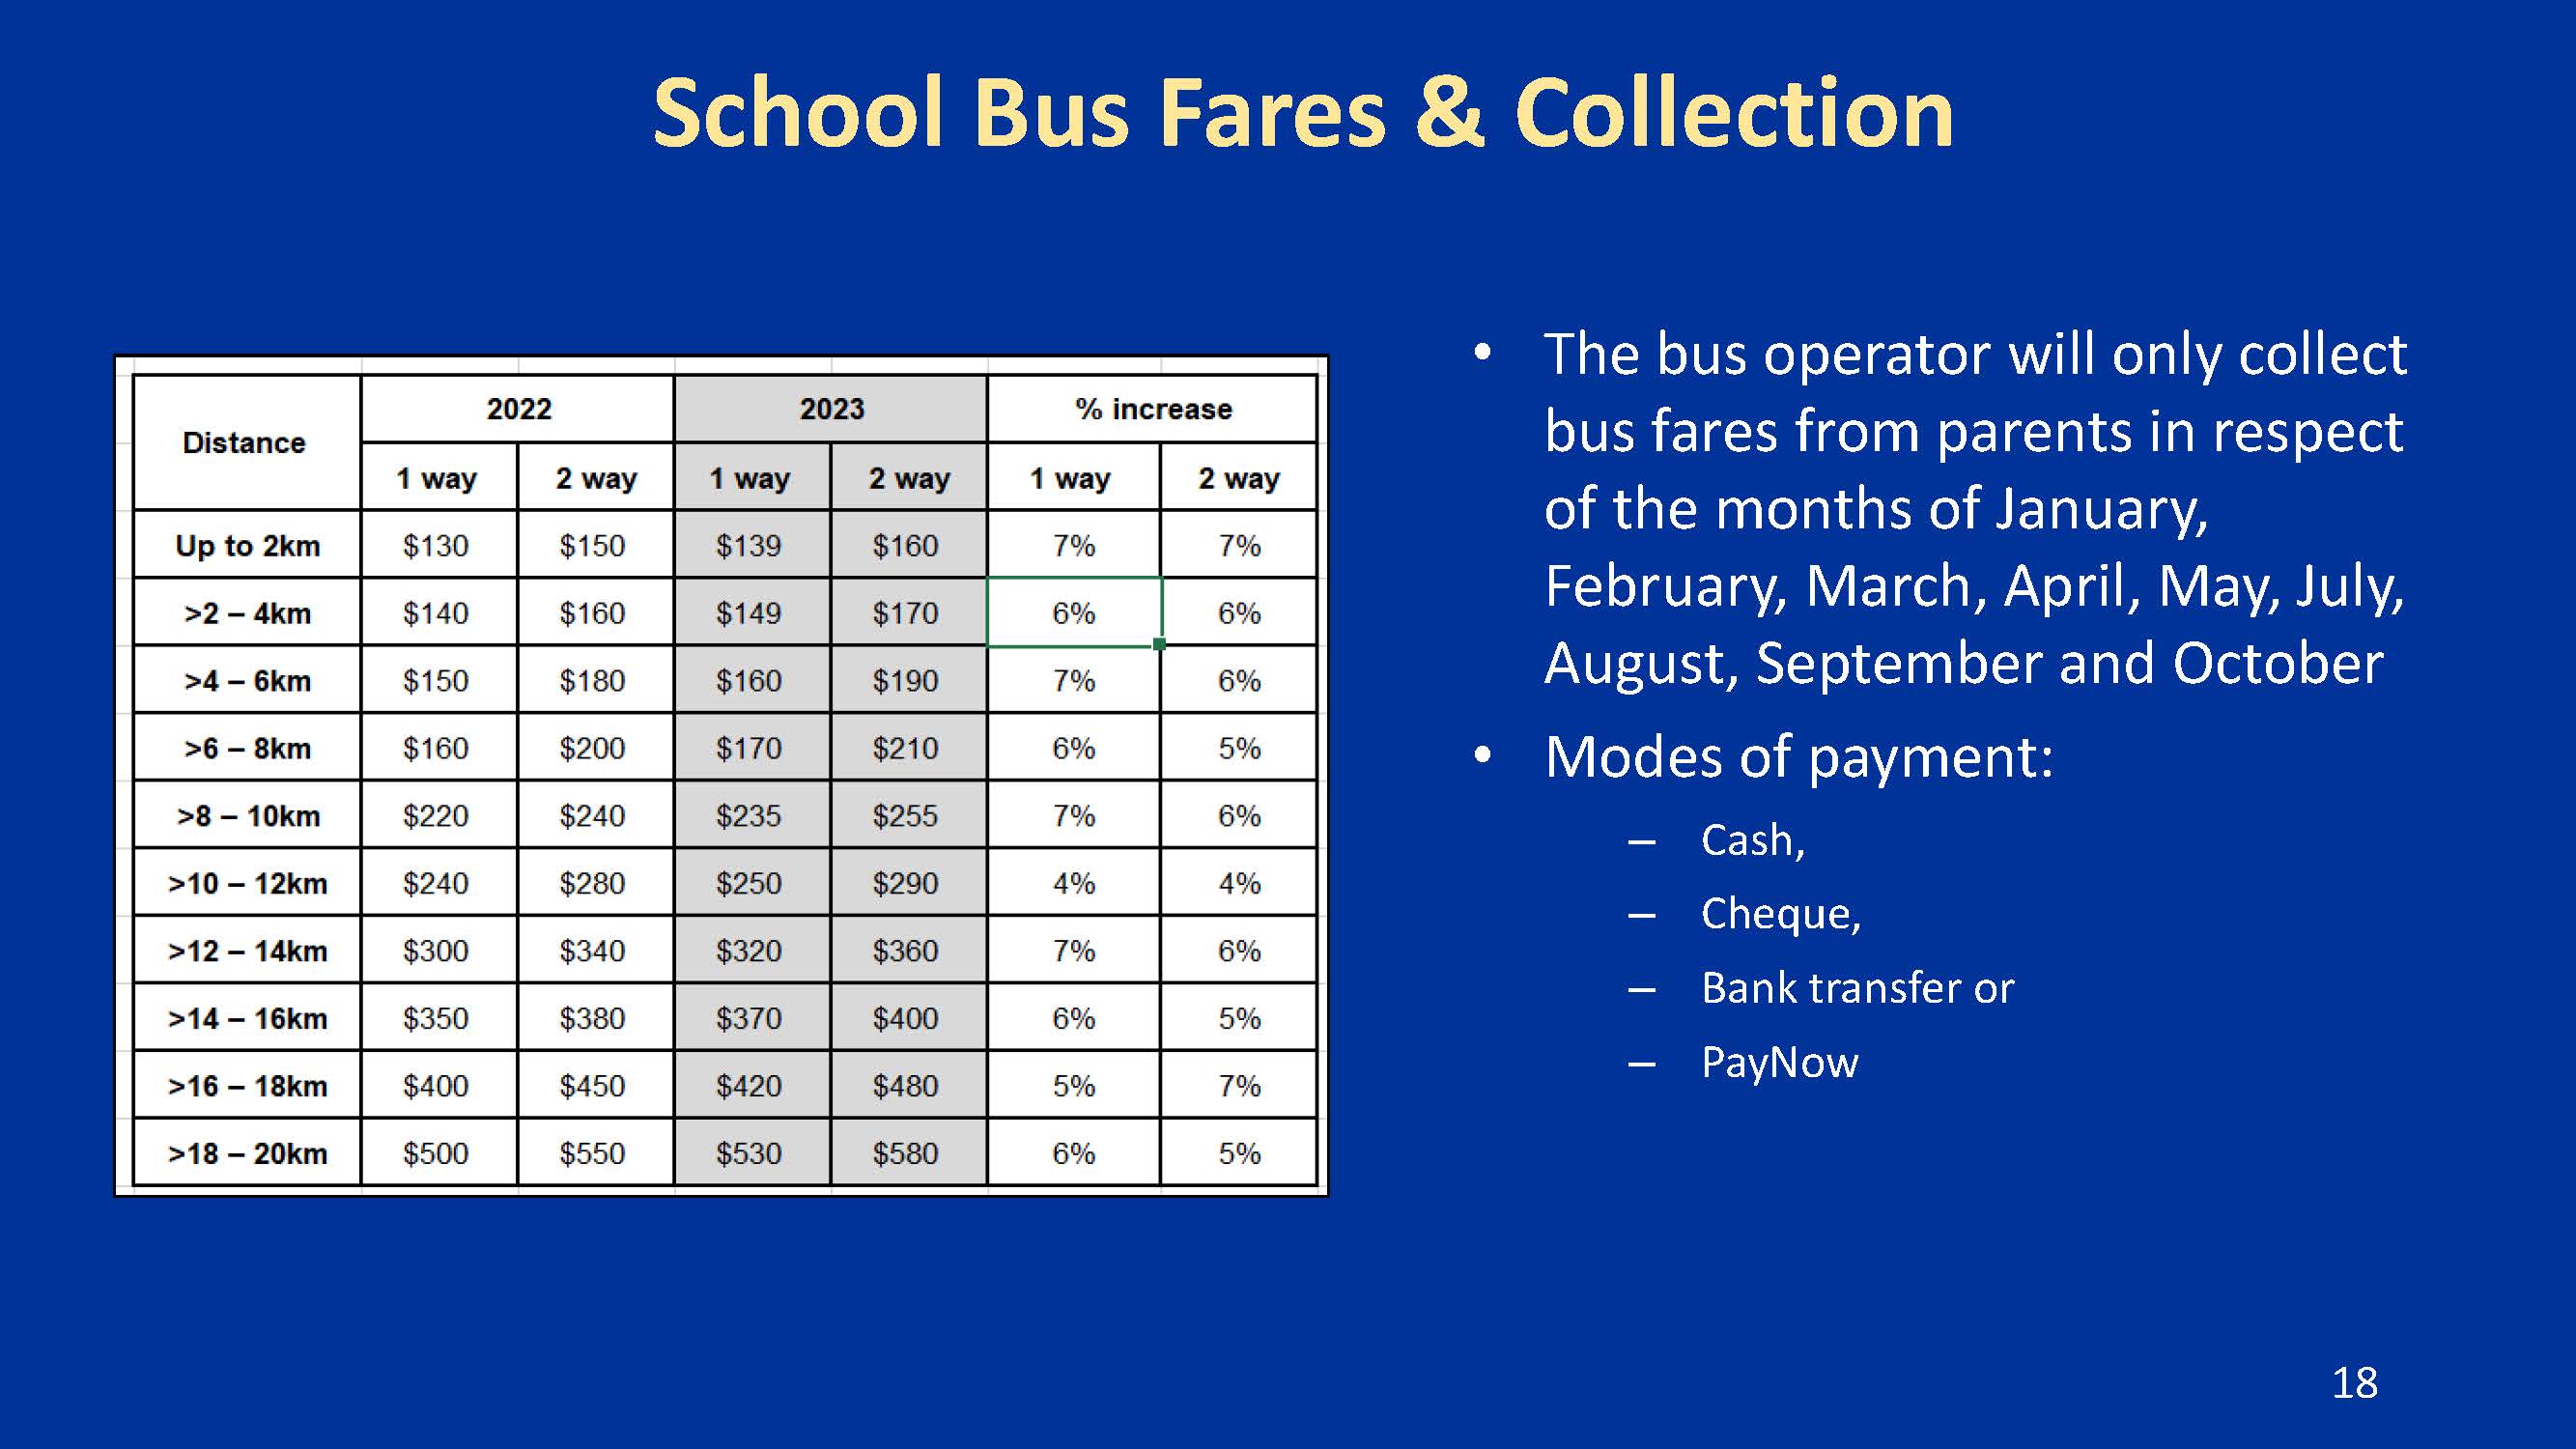 School Bus Fares & Collection
Distance 2022 2023 % increase
1 way 2 way 1 way 2 way 1 way 2 way
Up to 2km $130 $150 $139 $160 7% 7%
>2 – 4km $140 $160 $149 $170 6% 6%
>4 – 6km $150 $180 $160 $190 7% 6%
>6 – 8km $160 $200 $170 $210 6% 5%
>8 – 10km $220 $240 $235 $255 7% 6%
>10 – 12km $240 $280 $250 $290 4% 4%
>12 – 14km $300 $340 $320 $360 7% 6%
>14 – 16km $350 $380 $370 $400 6% 5%
>16 – 18km $400 $450 $420 $480 5% 7%
>18 – 20km $500 $550 $530 $580 6% 5%
• The bus operator will only collect
bus fares from parents in respect
of the months of January,
February, March, April, May, July,
August, September and October
• Modes of payment:
– Cash,
– Cheque,
– Bank transfer or
– PayNow
18